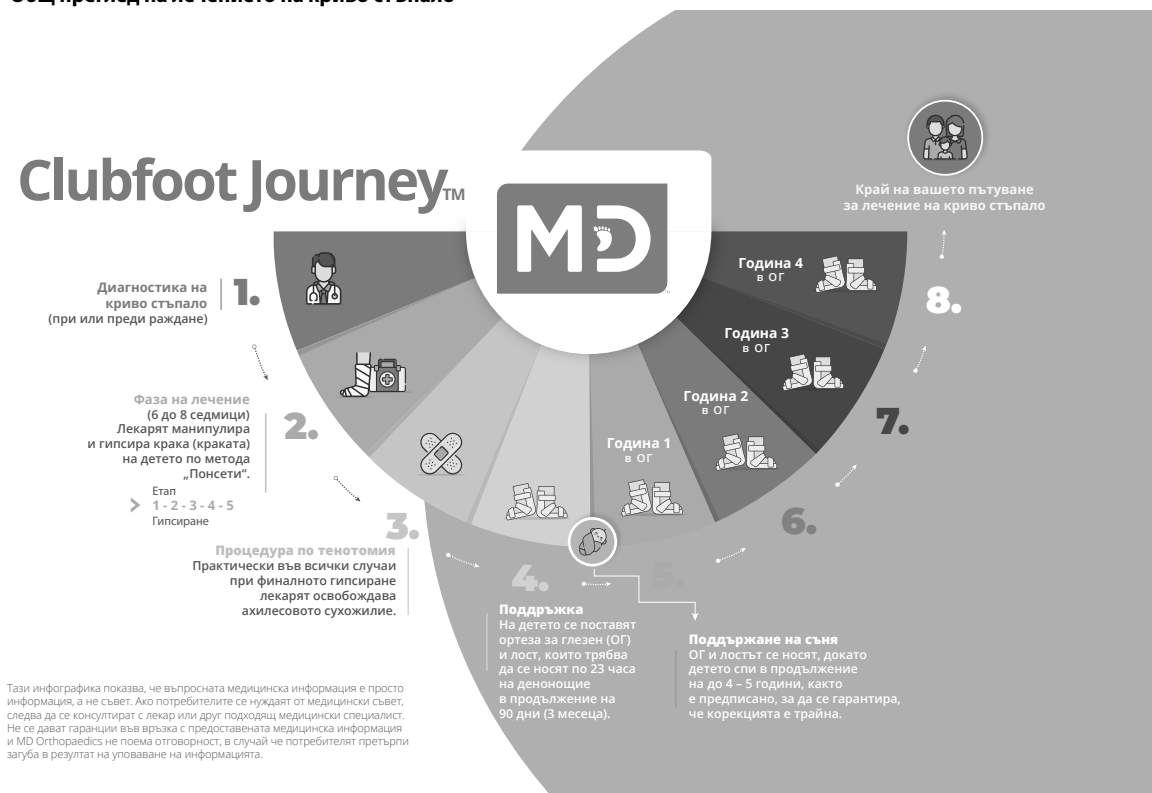 Общ преглед на лечението на криво стъпало
Clubfoot Journey™
MD
1.
Диагностика на
криво стъпало
(при или преди раждане)
2.
Фаза на лечение
(6 до 8 седмици)
Лекарят манипулира
и гипсира крака (краката)
на детето по метода
„Понсети“.
Етап
1 - 2 - 3 - 4 - 5
Гипсиране
3.
Процедура по тенотомия
Практически във всички случаи
при финалното гипсиране
лекарят освобождава
ахилесовото сухожилие.
4.
Поддръжка
На детето се поставят
ортеза за глезен (ОГ)
и лост, които трябва
да се носят по 23 часа
на денонощие
в продължение на
90 дни (3 месеца).
5.
Поддържане на съня
ОГ и лостът се носят, докато
детето спи в продължение
на до 4 – 5 години, както
е предписано, за да се гарантира,
че корекцията е трайна.
Година 1
в ОГ
6.
Година 2
в ОГ
7.
Година 3
в ОГ
8.
Година 4
в ОГ
Край на вашето пътуване
за лечение на криво стъпало
Тази инфографика показва, че въпросната медицинска информация е просто
информация, а не съвет. Ако потребителите се нуждаят от медицински съвет,
следва да се консултират с лекар или друг подходящ медицински специалист.
Не се дават гаранции във връзка с предоставената медицинска информация
и MD Orthopaedics не поема отговорност, в случай че потребителят претърпи
загуба в резултат на уповаване на информацията.